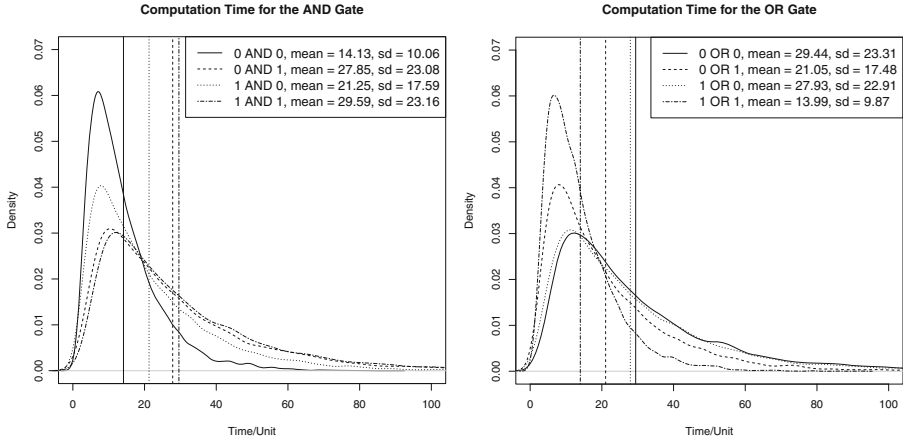 Computation Time for the AND Gate
0 AND 0, mean = 14.13, sd = 10.06
0 AND 1, mean = 27.85, sd = 23.08
1 AND 0, mean = 21.25, sd = 17.59
1 AND 1, mean = 29.59, sd = 23.16
Density
0.07
0.06
0.05
0.04
0.03
0.02
0.01
0.00
0 20 40 60 80 100
Time/Unit
Computation Time for the OR Gate
0 OR 0, mean = 29.44, sd = 23.31
0 OR 1, mean = 21.05, sd = 17.48
1 OR 0, mean = 27.93, sd = 22.91
1 OR 1, mean = 13.99, sd = 9.87
Density
0.07
0.06
0.05
0.04
0.03
0.02
0.01
0.00
0 20 40 60 80 100
Time/Unit